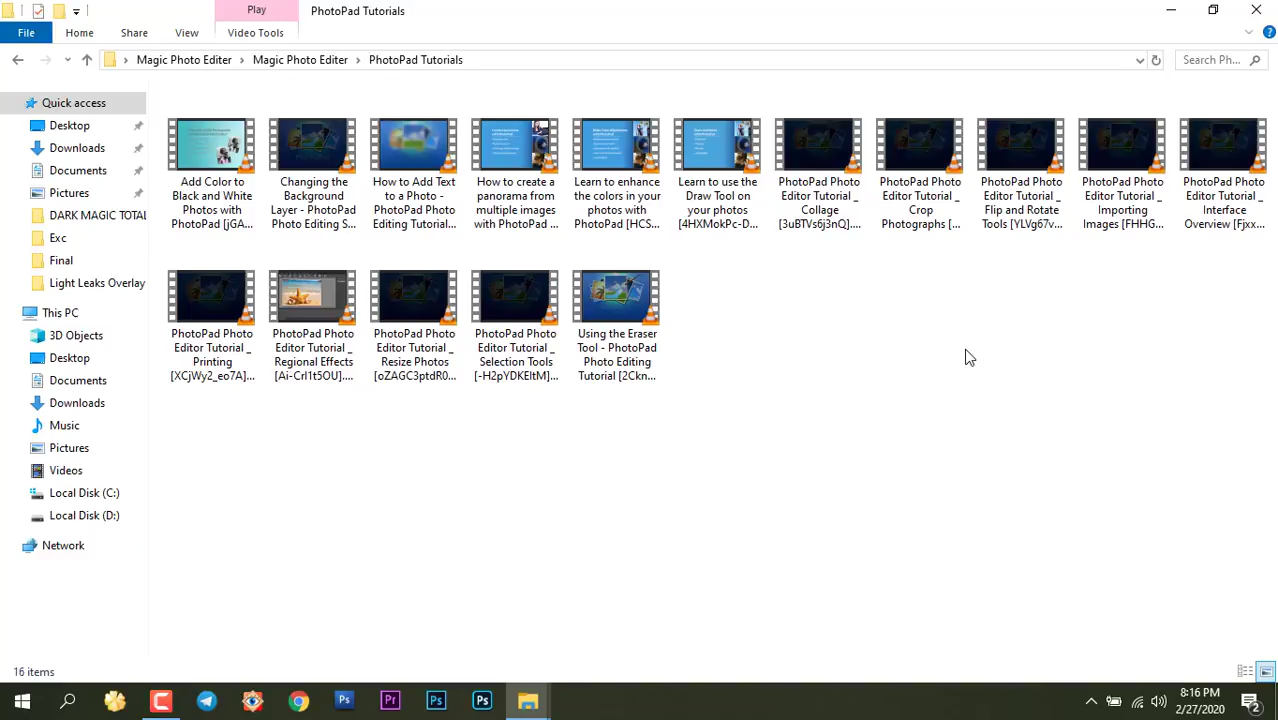 Play
PhotoPad Tutorials
File
Home
Share
View
Video Tools
Magic Photo Editer
Magic Photo Editer
PhotoPad Tutorials
Search Ph...
Quick access
Desktop
Downloads
Documents
Pictures
DARK MAGIC TOTAL
Exc
Final
Light Leaks Overlay
This PC
3D Objects
Desktop
Documents
Downloads
Music
Pictures
Videos
Local Disk (C:)
Local Disk (D:)
Network
Add Color to
Black and White
Photos with
PhotoPad [jGA...
Changing the
Background
Layer - PhotoPad
Photo Editing S...
How to Add Text
to a Photo -
PhotoPad Photo
Editing Tutorial...
How to create a
panorama from
multiple images
with PhotoPad ...
Learn to enhance
the colors in your
photos with
PhotoPad [HCS...
Learn to use the
Draw Tool on
your photos
[4HXMokPc-D...
PhotoPad Photo
Editor Tutorial _
Collage
[3uBTVs6j3nQ]....
PhotoPad Photo
Editor Tutorial _
Crop
Photographs [...
PhotoPad Photo
Editor Tutorial _
Flip and Rotate
Tools [YLVg67v...
PhotoPad Photo
Editor Tutorial _
Importing
Images [FHHG...
PhotoPad Photo
Editor Tutorial _
Interface
Overview [Fjxx...
PhotoPad Photo
Editor Tutorial _
Printing
[XCjWy2_eo7A]...
PhotoPad Photo
Editor Tutorial _
Regional Effects
[Ai-CrI1t5OU]....
PhotoPad Photo
Editor Tutorial _
Resize Photos
[oZAGC3ptdR0...
PhotoPad Photo
Editor Tutorial _
Selection Tools
[-H2pYDKEltM]...
Using the Eraser
Tool - PhotoPad
Photo Editing
Tutorial [2Ckn...
16 items
Ps
Pr
Ps
Ps
8:16 PM
2/27/2020
2